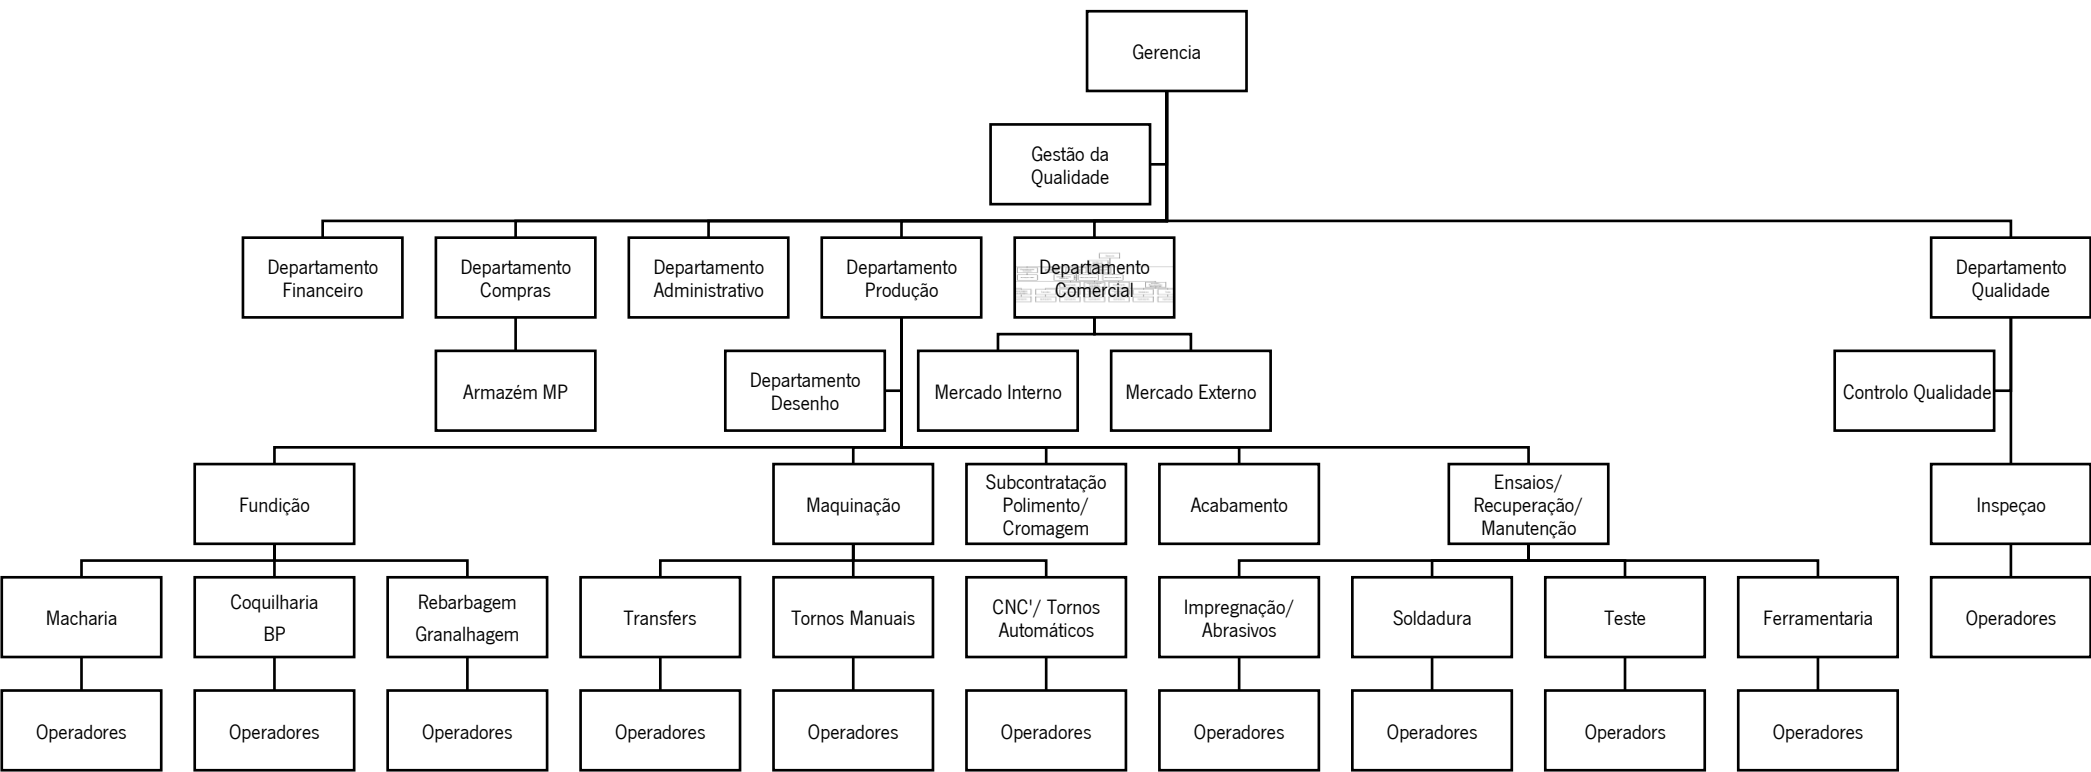 Gerencia
Gestão da
Qualidade
Departamento
Financeiro
Departamento
Compras
Departamento
Administrativo
Departamento
Produção
Departamento
Comercial
Departamento
Qualidade
Armazém MP
Departamento
Desenho
Mercado Interno
Mercado Externo
Controlo Qualidade
Fundição
Maquinação
Subcontratação
Polimento/
Cromagem
Acabamento
Ensaios/
Recuperação/
Manutenção
Inspeçao
Macharia
Coquilharia
BP
Rebarbagem
Granalhagem
Transfers
Tornos Manuais
CNC'/ Tornos
Automáticos
Impregnação/
Abrasivos
Soldadura
Teste
Ferramentaria
Operadores
Operadores
Operadores
Operadores
Operadores
Operadores
Operadores
Operadores
Operadores
Operadors
Operadores